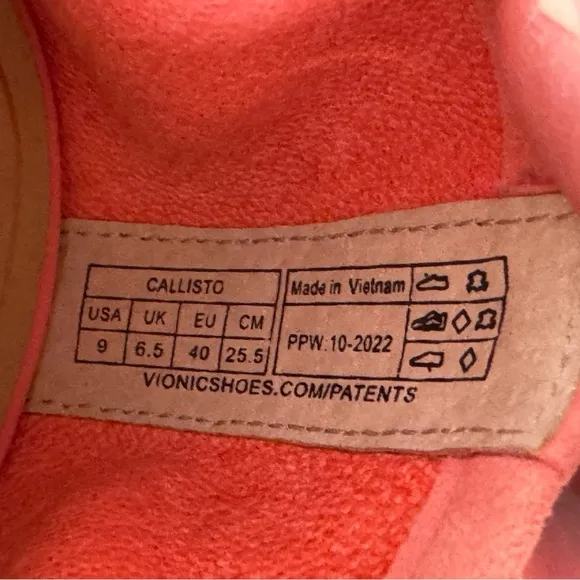 CALLISTO
USA UK EU CM
9 6.5 40 25.5
Made in Vietnam
PPW:10-2022
VIONICSHOES.COM/PATENTS